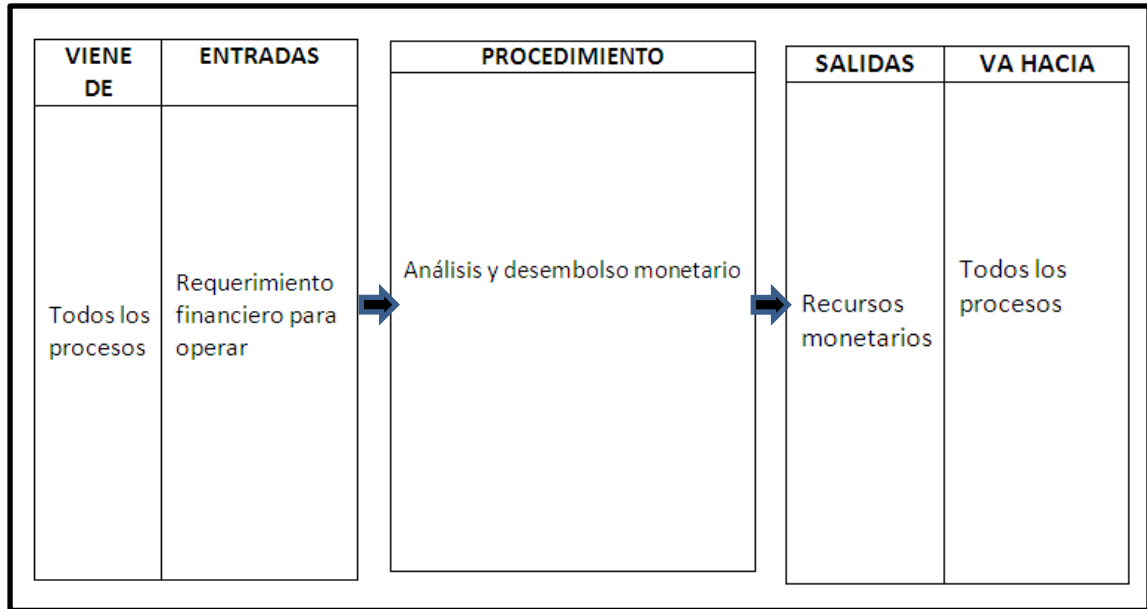 VIENE
DE
ENTRADAS
Todos los
procesos
Requerimiento
financiero para
operar
PROCEDIMIENTO
Análisis y desembolso monetario
SALIDAS
VA HACIA
Recursos
monetarios
Todos los
procesos